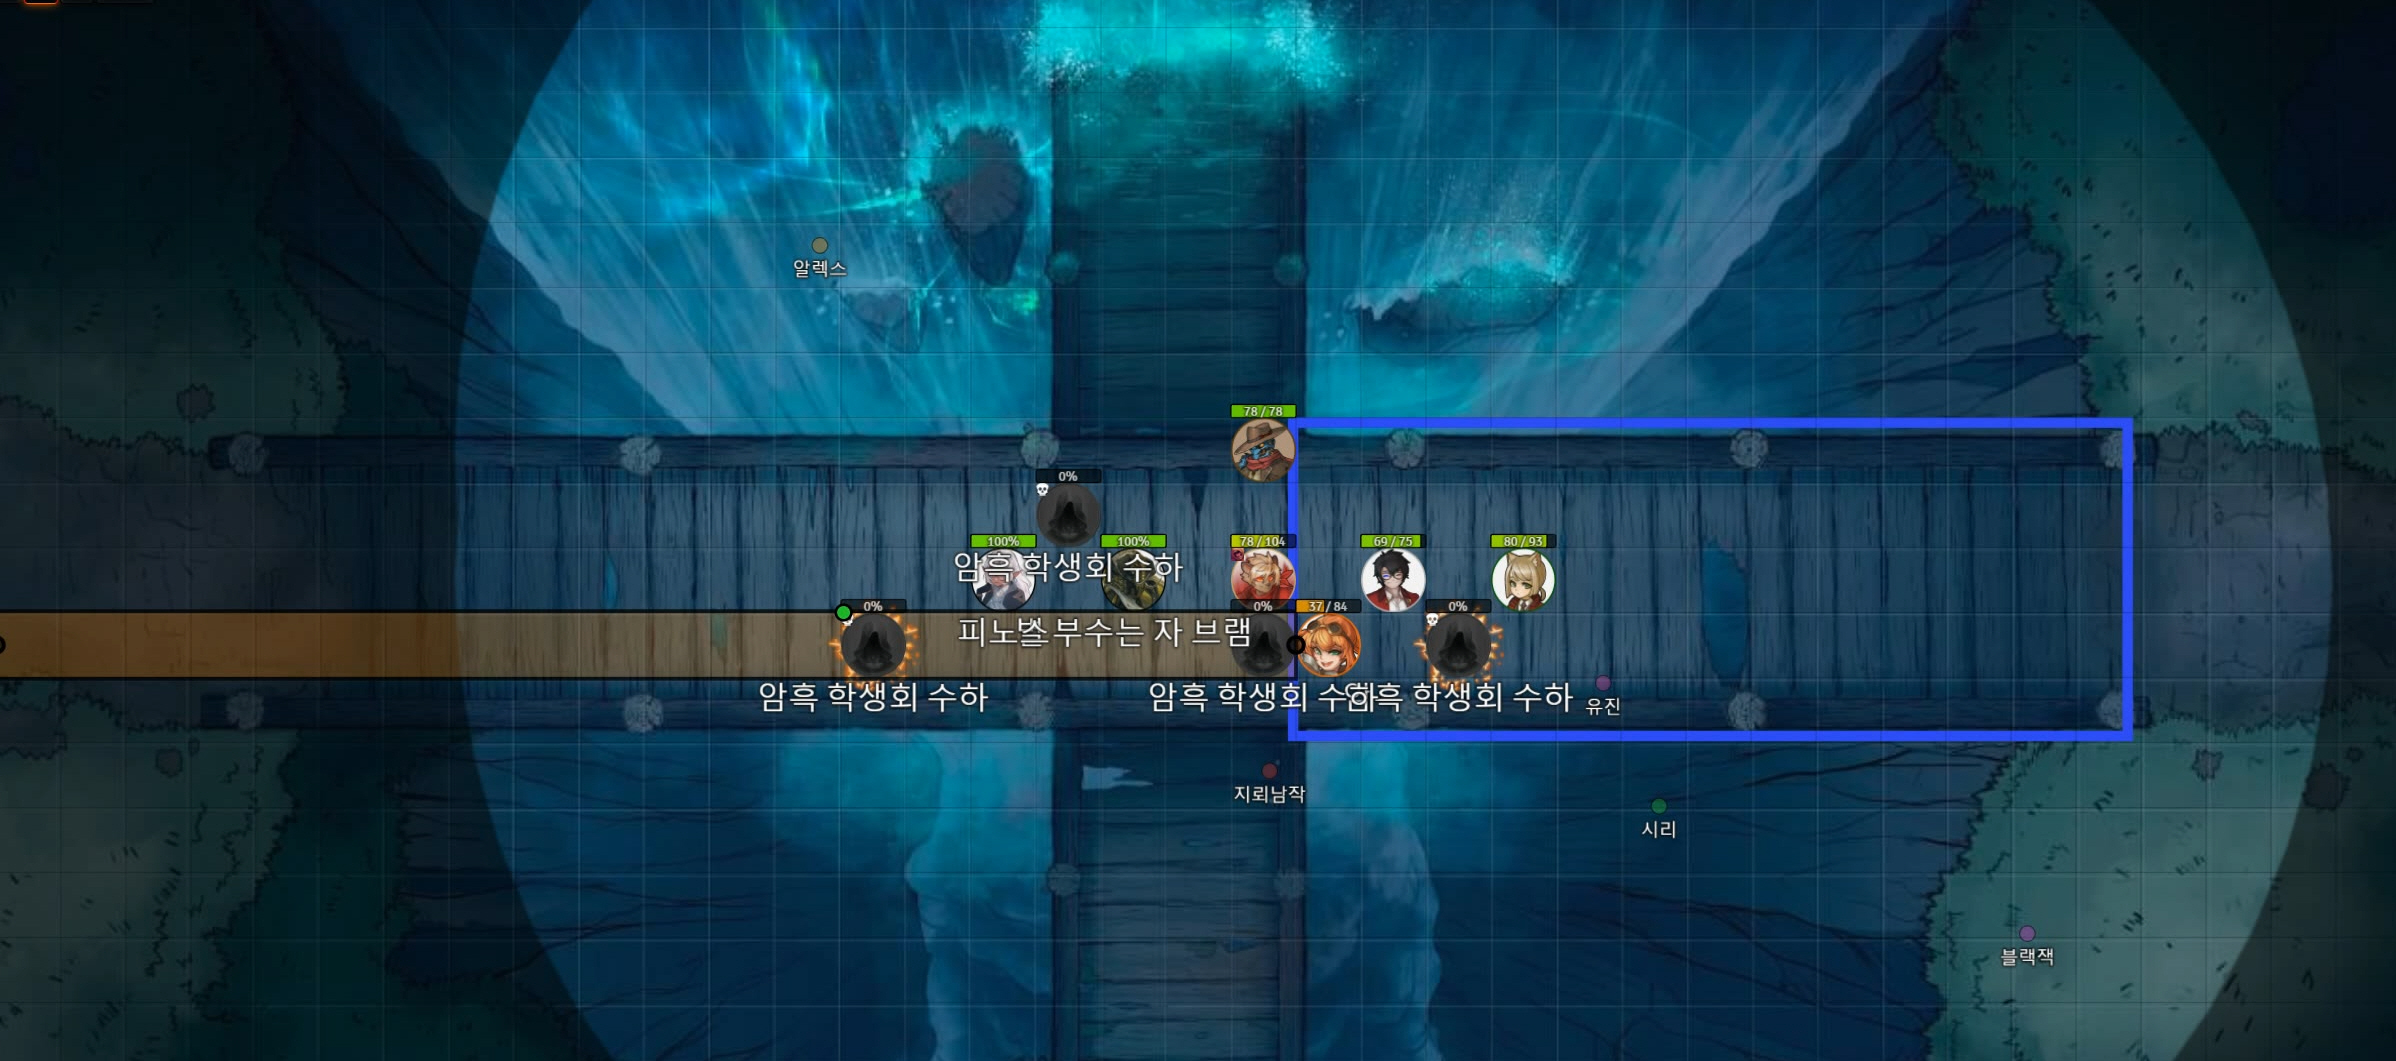 알렉스
78 / 78
0%
암흑 학생회 수하
100%
100%
78 / 104
69 / 75
80 / 93
0%
0%
37 / 84
0%
피노
벽 부수는 자 브램
암흑 학생회 수하
암흑 학생회 수하
암흑 학생회 수하
유진
지뢰남작
시리
블랙잭